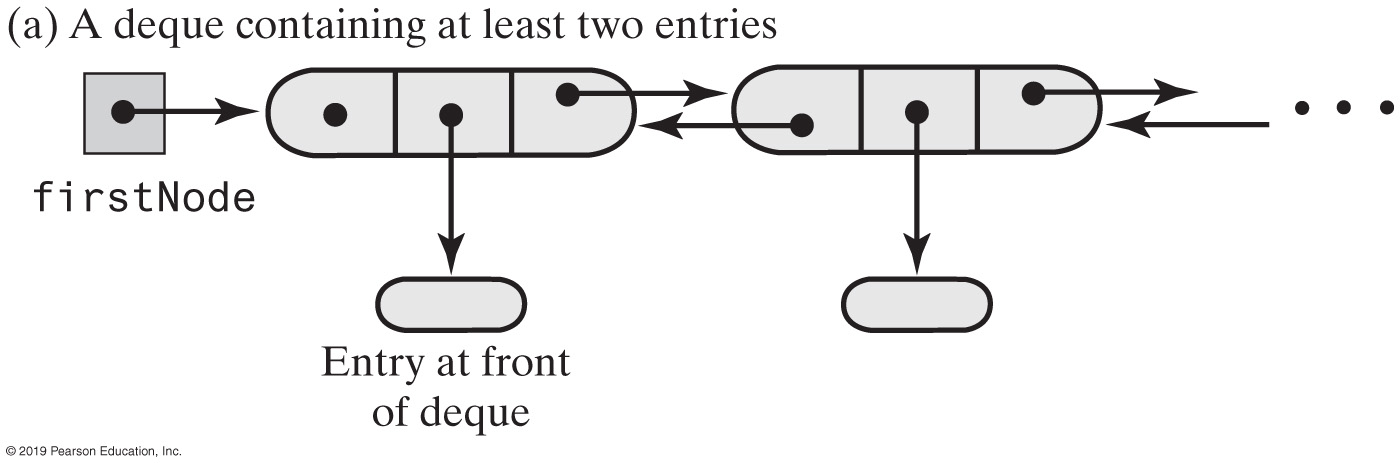 (a) A deque containing at least two entries
firstNode
Entry at front
of deque
© 2019 Pearson Education, Inc.